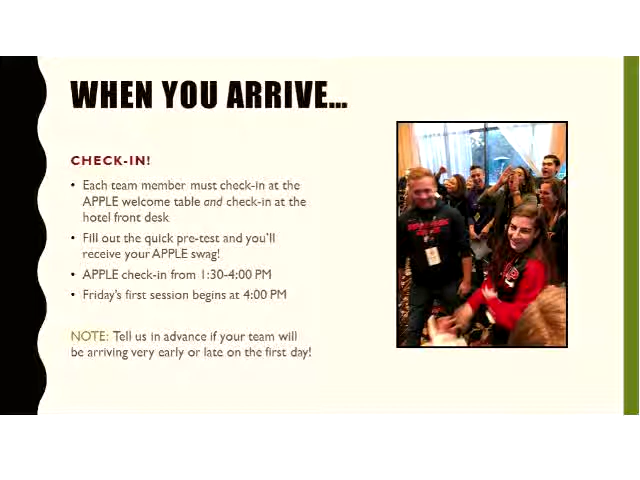 WHEN YOU ARRIVE...
CHECK-IN!
• Each team member must check-in at the
APPLE welcome table and check-in at the
hotel front desk
• Fill out the quick pre-test and you'll
receive your APPLE swag!
• APPLE check-in from 1:30-4:00 PM
• Friday's first session begins at 4:00 PM
NOTE: Tell us in advance if your team will
be arriving very early or late on the first day!